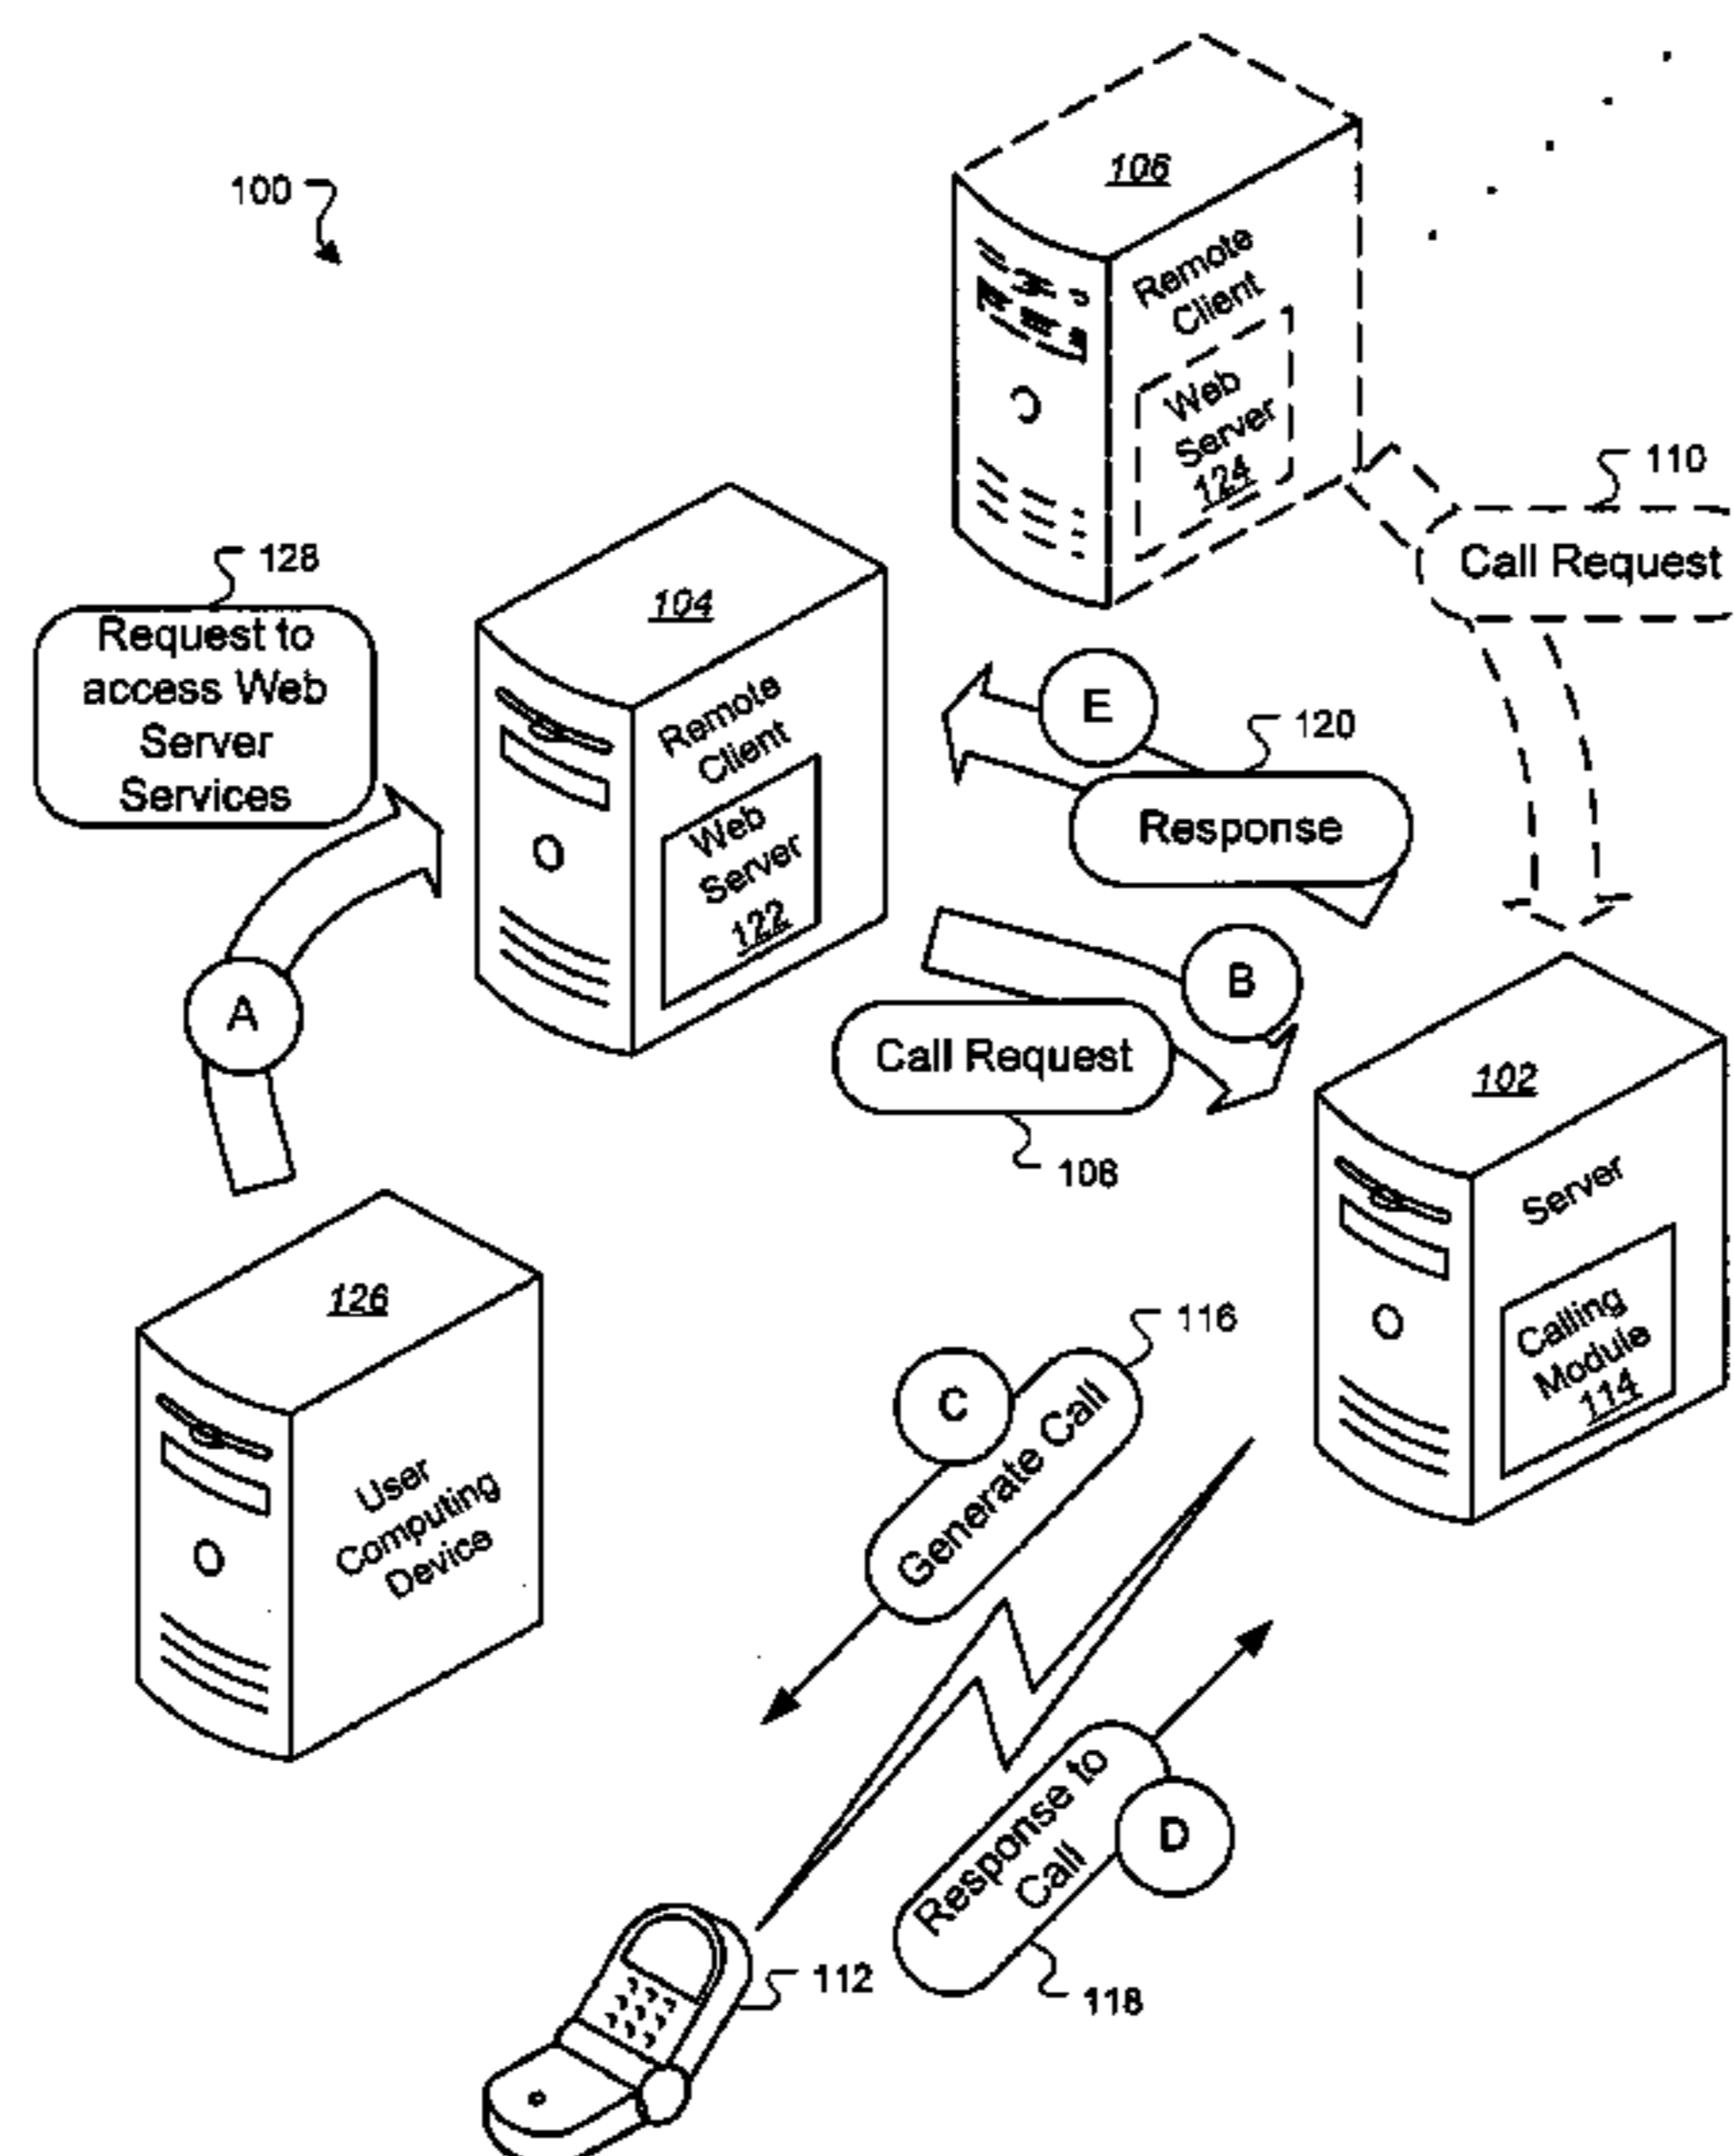 100
106
Remote
Client
Web
Server
124
110
Call Request
128
Request to
access Web
Server
Services
104
Remote
Client
Web
Server
122
E
120
Response
A
B
Call Request
108
102
Server
Calling
Module
114
126
User
Computing
Device
116
C
Generate Call
Response to
Call
D
112
118